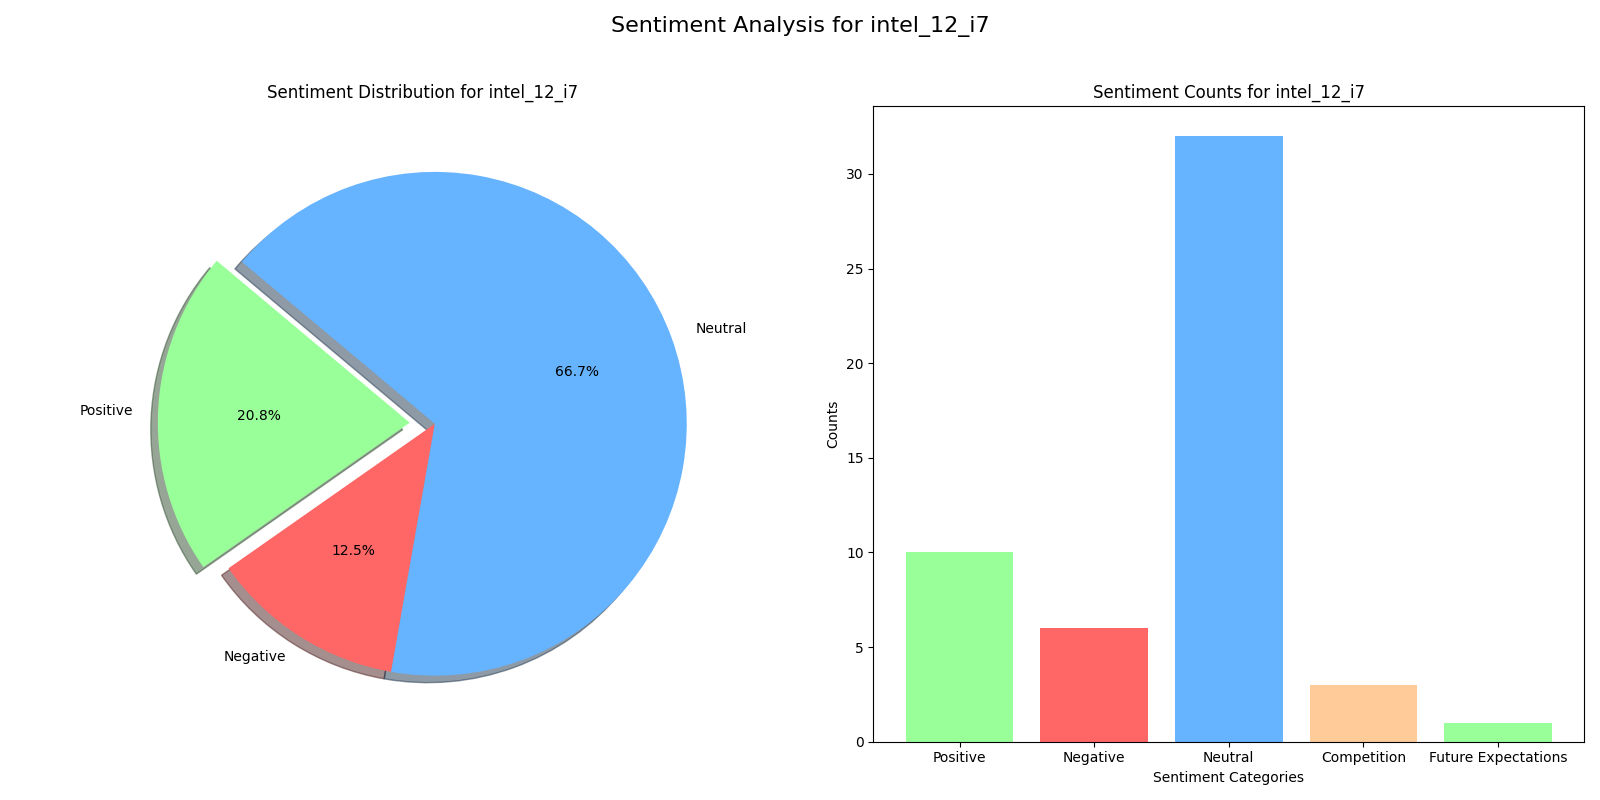 Sentiment Analysis for intel_12_i7
Sentiment Distribution for intel_12_i7
Neutral
66.7%
Positive
20.8%
12.5%
Negative
Sentiment Counts for intel_12_i7
30
25
20
15
10
5
0
Counts
Positive
Negative
Neutral
Competition
Future Expectations
Sentiment Categories